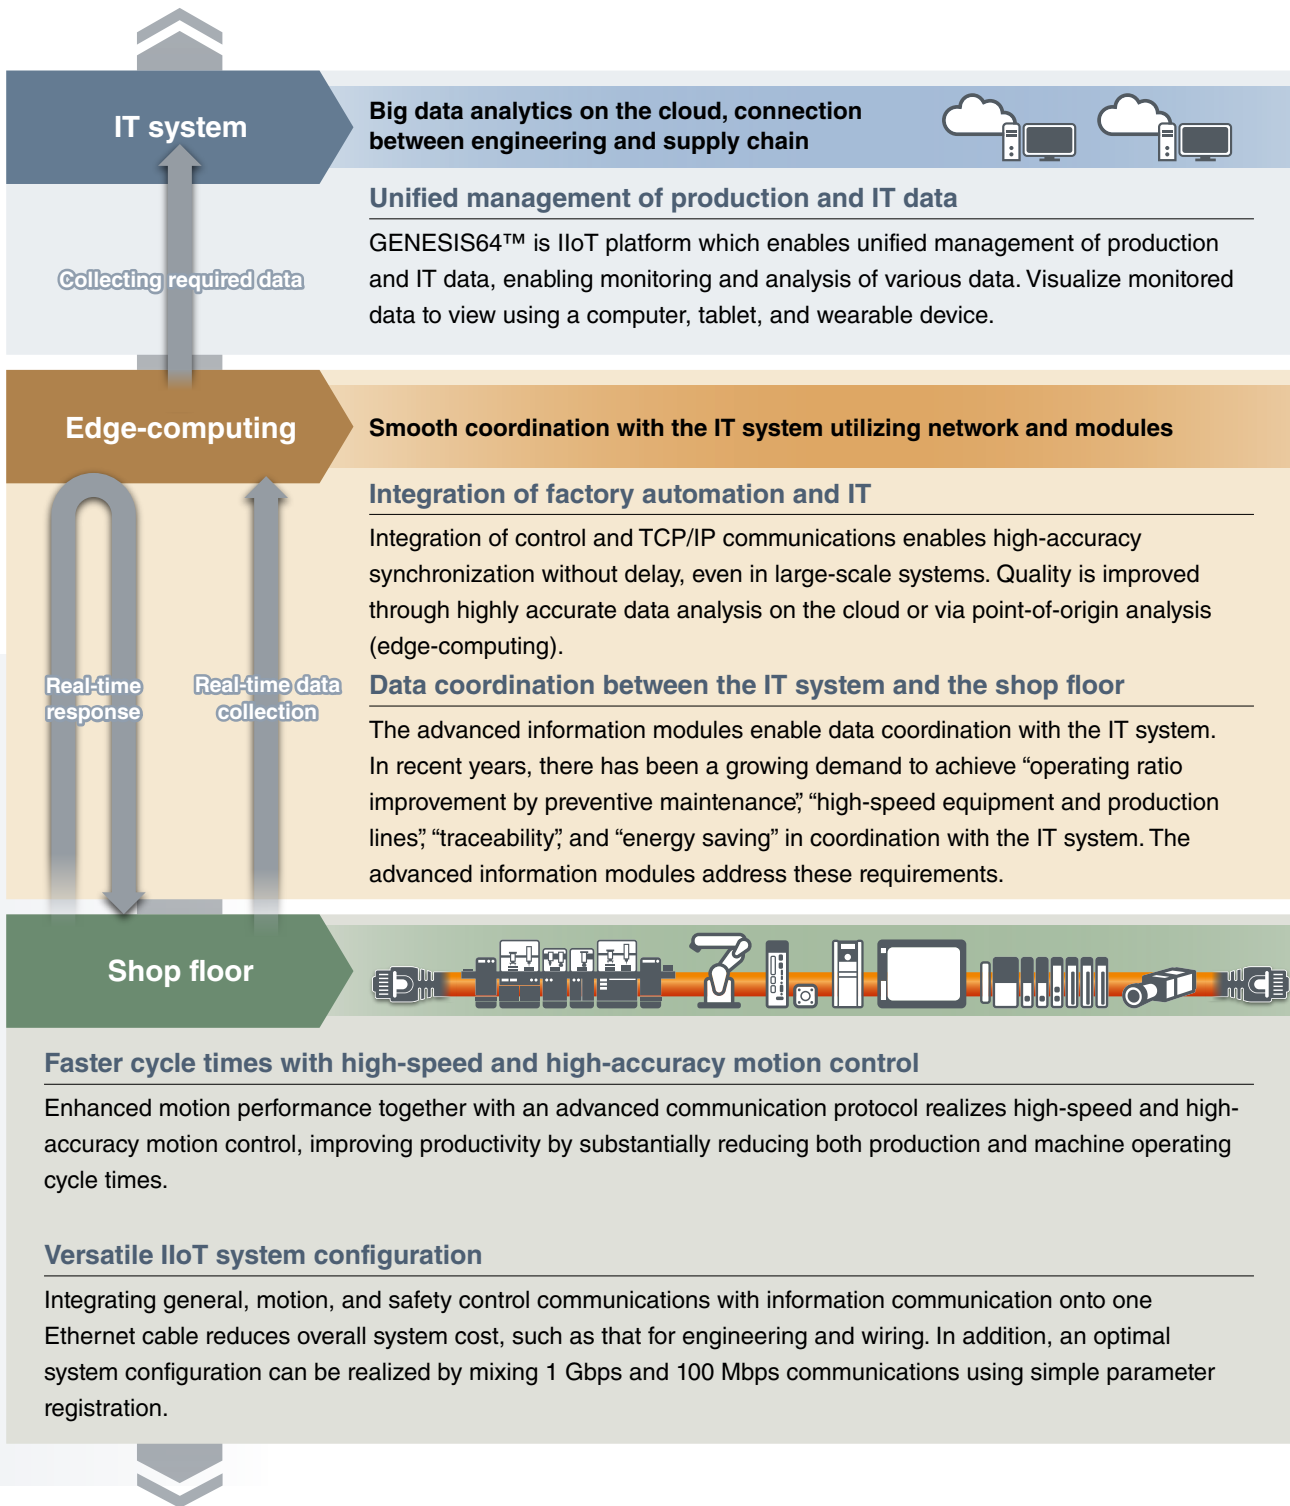 IT system
Big data analytics on the cloud, connection
between engineering and supply chain
Unified management of production and IT data
GENESIS64™ is IIoT platform which enables unified management of production
and IT data, enabling monitoring and analysis of various data. Visualize monitored
data to view using a computer, tablet, and wearable device.
Collecting required data
Edge-computing
Smooth coordination with the IT system utilizing network and modules
Integration of factory automation and IT
Integration of control and TCP/IP communications enables high-accuracy
synchronization without delay, even in large-scale systems. Quality is improved
through highly accurate data analysis on the cloud or via point-of-origin analysis
(edge-computing).
Real-time
response
Real-time data
collection
Data coordination between the IT system and the shop floor
The advanced information modules enable data coordination with the IT system.
In recent years, there has been a growing demand to achieve “operating ratio
improvement by preventive maintenance”, “high-speed equipment and production
lines”, “traceability”, and “energy saving” in coordination with the IT system. The
advanced information modules address these requirements.
Shop floor
Faster cycle times with high-speed and high-accuracy motion control
Enhanced motion performance together with an advanced communication protocol realizes high-speed and high-
accuracy motion control, improving productivity by substantially reducing both production and machine operating
cycle times.
Versatile IIoT system configuration
Integrating general, motion, and safety control communications with information communication onto one
Ethernet cable reduces overall system cost, such as that for engineering and wiring. In addition, an optimal
system configuration can be realized by mixing 1 Gbps and 100 Mbps communications using simple parameter
registration.